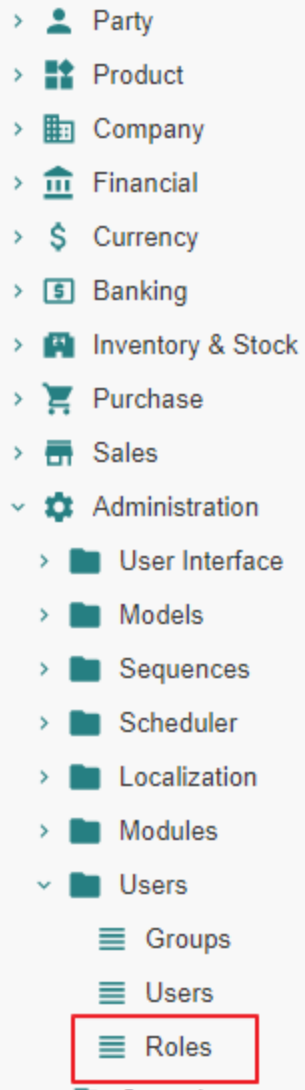 Party
Product
Company
Financial
Currency
Banking
Inventory & Stock
Purchase
Sales
Administration
User Interface
Models
Sequences
Scheduler
Localization
Modules
Users
Groups
Users
Roles